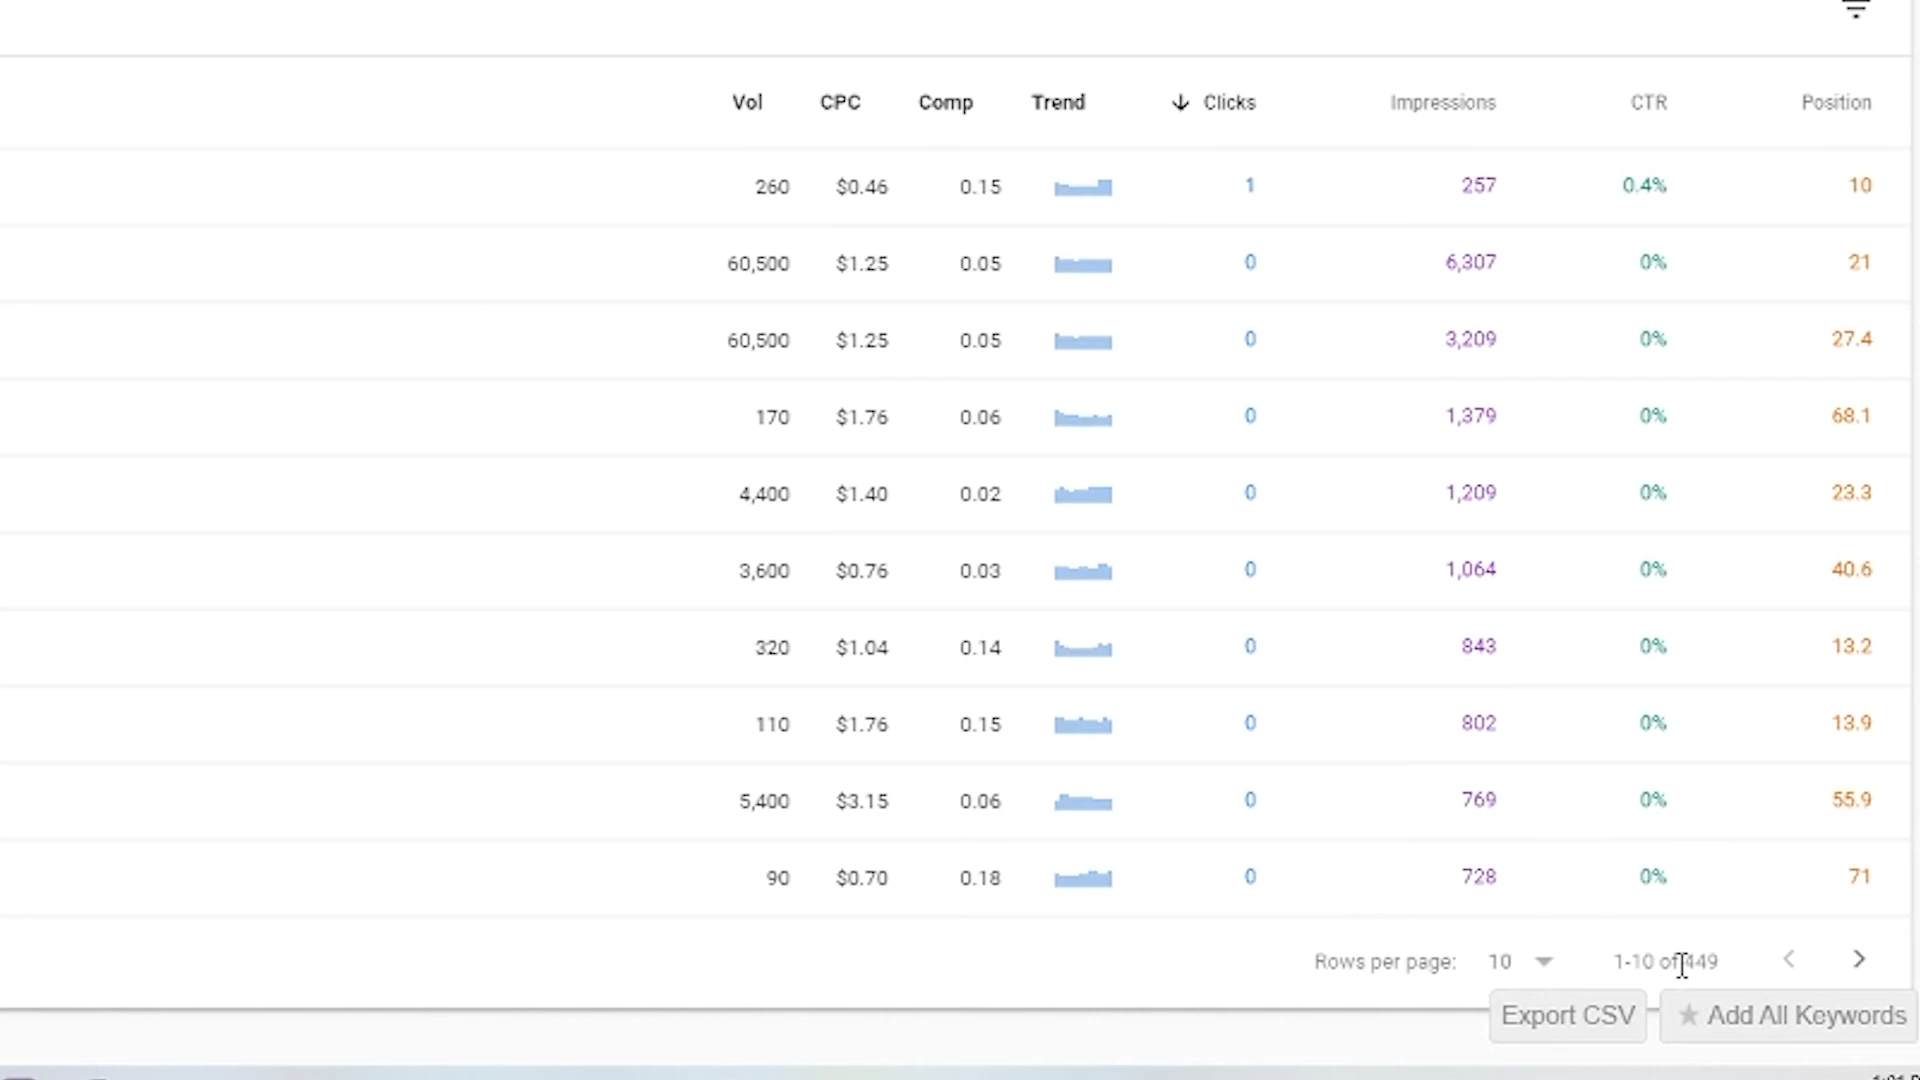 Vol CPC Comp Trend ↓ Clicks Impressions CTR Position
260 $0.46 0.15 1 257 0.4% 10
60,500 $1.25 0.05 0 6,307 0% 21
60,500 $1.25 0.05 0 3,209 0% 27.4
170 $1.76 0.06 0 1,379 0% 68.1
4,400 $1.40 0.02 0 1,209 0% 23.3
3,600 $0.76 0.03 0 1,064 0% 40.6
320 $1.04 0.14 0 843 0% 13.2
110 $1.76 0.15 0 802 0% 13.9
5,400 $3.15 0.06 0 769 0% 55.9
90 $0.70 0.18 0 728 0% 71
Rows per page: 10 1-10 of 449
Export CSV ★ Add All Keywords